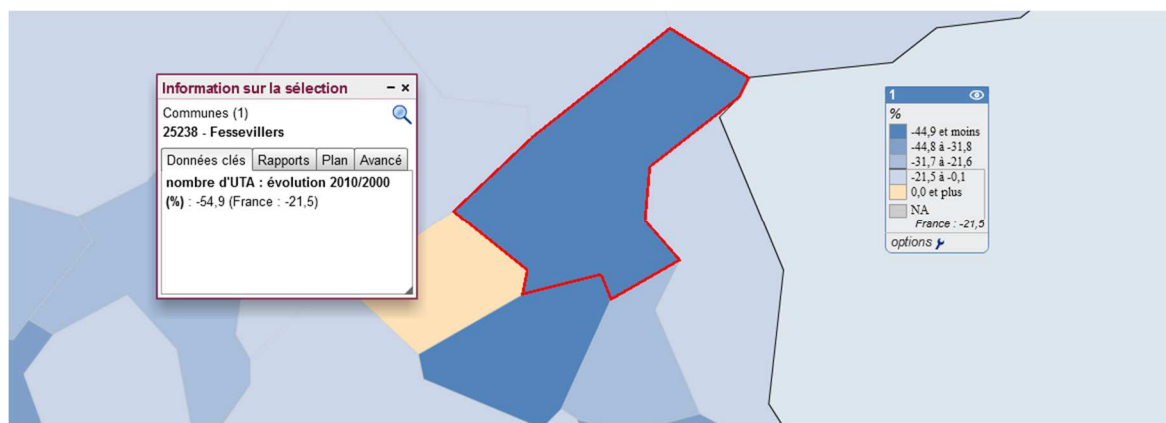 Information sur la sélection
Communes (1)
25238 - Fessevillers
Données clés Rapports Plan Avancé
nombre d'UTA : évolution 2010/2000
(%) : -54,9 (France : -21,5)
1
%
-44,9 et moins
-44,8 à -31,8
-31,7 à -21,6
-21,5 à -0,1
0,0 et plus
NA
France : -21,5
options